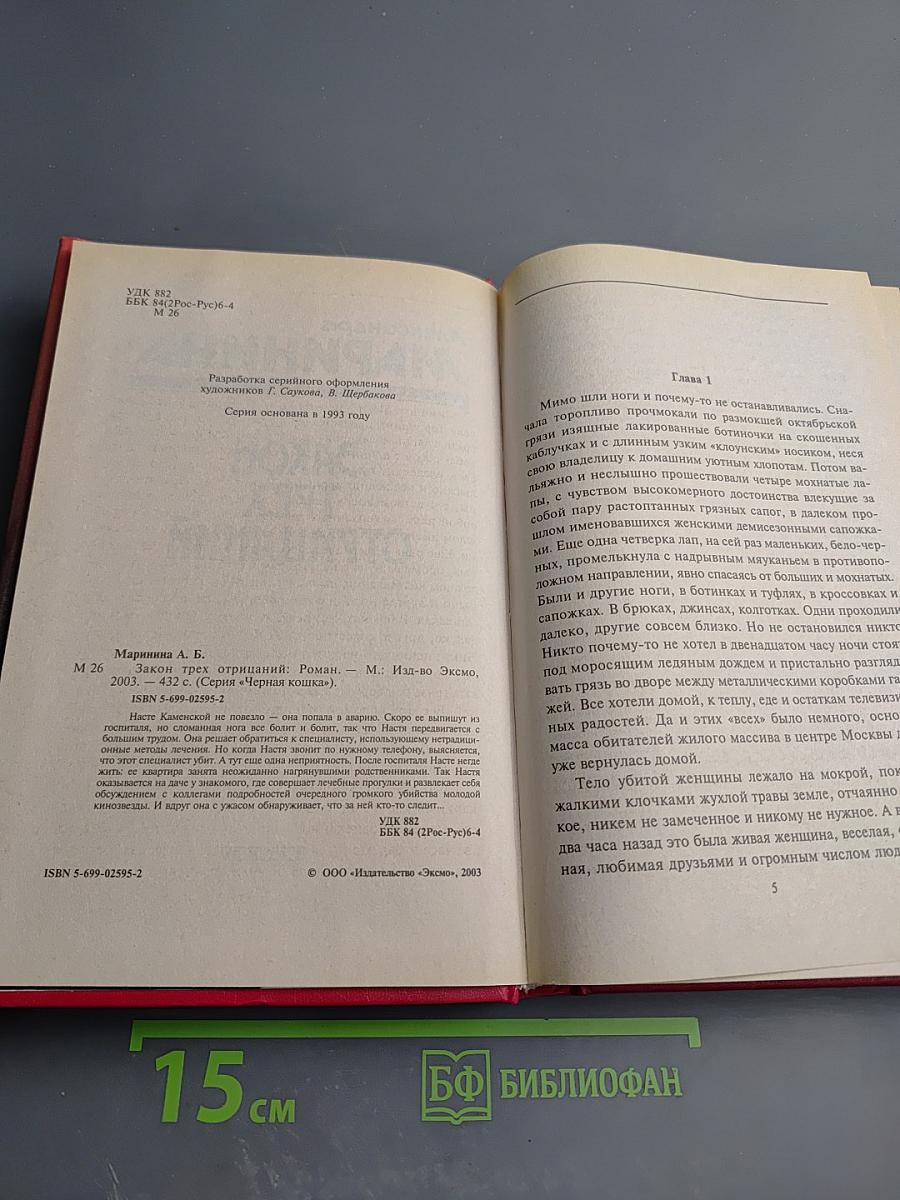 УДК 882
ББК 84(2Рос-Рус)6-4
М 26
Разработка серийного оформления
художников Г. Саукова, В. Щербакова
Серия основана в 1993 году
Маринина А. Б.
М 26 Закон трех отрицаний: Роман. — М.: Изд-во Эксмо,
2003. — 432 с. (Серия «Черная кошка»).
ISBN 5-699-02595-2
Насте Каменской не повезло — она попала в аварию. Скоро ее выпишут из
госпиталя, но сломанная нога все болит и болит, так что Настя передвигается с
большим трудом. Она решает обратиться к специалисту, использующему нетрадици-
онные методы лечения. Но когда Настя звонит по нужному телефону, выясняется,
что этот специалист убит. А тут еще одна неприятность. После госпиталя Насте негде
жить: ее квартира занята неожиданно нагрянувшими родственниками. Так Настя
оказывается на даче у знакомого, где совершает лечебные прогулки и развлекает себя
обсуждением с коллегами подробностей очередного громкого убийства молодой
кинозвезды. И вдруг она с ужасом обнаруживает, что за ней кто-то следит...
УДК 882
ББК 84 (2Рос-Рус)6-4
ISBN 5-699-02595-2
© ООО «Издательство «Эксмо», 2003
Глава 1
Мимо шли ноги и почему-то не останавливались. Сна-
чала торопливо прочмокали по размокшей октябрьской
грязи изящные лакированные ботиночки на скошенных
каблучках и с длинным узким «клоунским» носиком, неся
свою владелицу к домашним уютным хлопотам. Потом ва-
льяжно и неслышно прошествовали четыре мохнатые ла-
пы, с чувством высокомерного достоинства влекущие за
собой пару растоптанных грязных сапог, в далеком про-
шлом именовавшихся женскими демисезонными сапожка-
ми. Еще одна четверка лап, на сей раз маленьких, бело-чер-
ных, промелькнула с надрывным мяуканьем в противопо-
ложном направлении, явно спасаясь от больших и мохнатых.
Были и другие ноги, в ботинках и туфлях, в кроссовках и
сапожках. В брюках, джинсах, колготках. Одни проходили
далеко, другие совсем близко. Но не остановился никто.
Никто почему-то не хотел в двенадцатом часу ночи стоят
под моросящим ледяным дождем и пристально разгляд
вать грязь во дворе между металлическими коробками га
жей. Все хотели домой, к теплу, еде и остаткам телевизи
ных радостей. Да и этих «всех» было немного, осно
масса обитателей жилого массива в центре Москвы д
уже вернулась домой.
Тело убитой женщины лежало на мокрой, пок
жалкими клочками жухлой травы земле, отчаянно
кое, никем не замеченное и никому не нужное. А в
два часа назад это была живая женщина, веселая,
ная, любимая друзьями и огромным числом люд
5
15 см
БФ БИБЛИОФАН